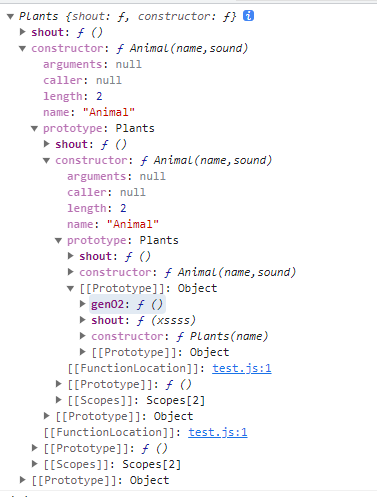 ▼ Plants {shout: ƒ, constructor: ƒ} i
▶ shout: ƒ ()
▼ constructor: ƒ Animal(name,sound)
arguments: null
caller: null
length: 2
name: "Animal"
▼ prototype: Plants
▶ shout: ƒ ()
▼ constructor: ƒ Animal(name,sound)
arguments: null
caller: null
length: 2
name: "Animal"
▼ prototype: Plants
▶ shout: ƒ ()
▶ constructor: ƒ Animal(name,sound)
▼ [[Prototype]]: Object
▶ genO2: ƒ ()
▶ shout: ƒ (xssss)
▶ constructor: ƒ Plants(name)
▶ [[Prototype]]: Object
[[FunctionLocation]]: test.js:1
▶ [[Prototype]]: ƒ ()
▶ [[Scopes]]: Scopes[2]
▶ [[Prototype]]: Object
[[FunctionLocation]]: test.js:1
▶ [[Prototype]]: ƒ ()
▶ [[Scopes]]: Scopes[2]
▶ [[Prototype]]: Object